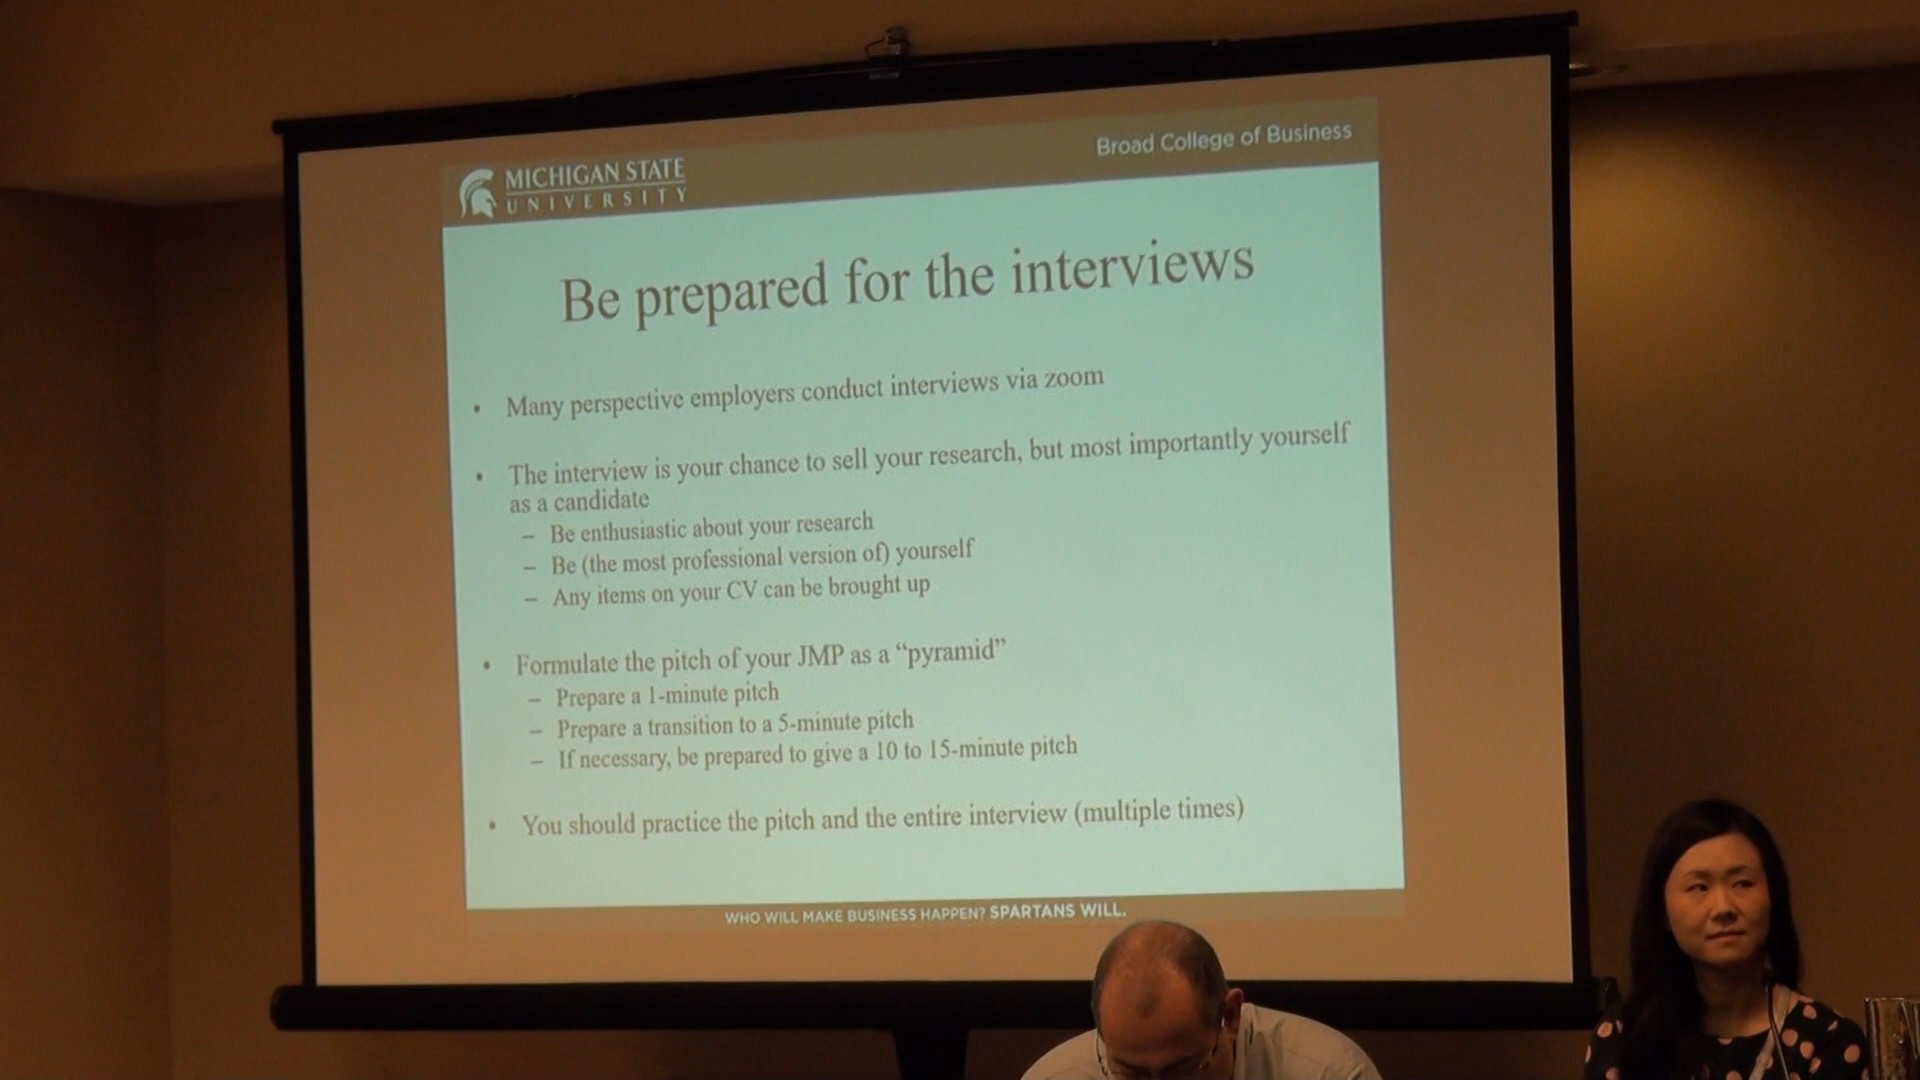 MICHIGAN STATE
UNIVERSITY
Broad College of Business
Be prepared for the interviews
• Many perspective employers conduct interviews via zoom
• The interview is your chance to sell your research, but most importantly yourself
as a candidate
– Be enthusiastic about your research
– Be (the most professional version of) yourself
– Any items on your CV can be brought up
• Formulate the pitch of your JMP as a “pyramid”
– Prepare a 1-minute pitch
– Prepare a transition to a 5-minute pitch
– If necessary, be prepared to give a 10 to 15-minute pitch
• You should practice the pitch and the entire interview (multiple times)
WHO WILL MAKE BUSINESS HAPPEN? SPARTANS WILL.